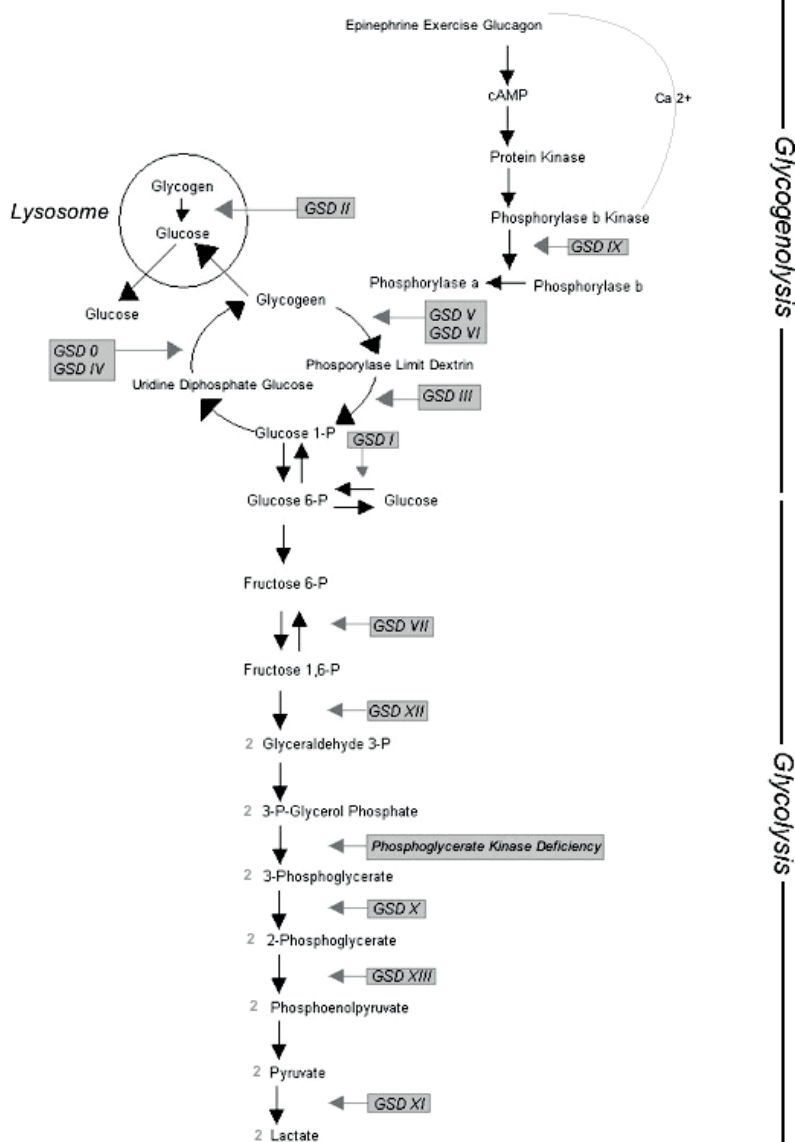 Epinephrine Exercise Glucagon
cAMP
Ca 2+
Protein Kinase
Glycogenolysis
Glycogen
Lysosome
GSD II
Phosphorylase b Kinase
Glucose
GSD IX
Phosphorylase a
Phosphorylase b
Glycogeen
Glucose
GSD V
GSD VI
GSD 0
GSD IV
Phosporylase Limit Dextrin
Uridine Diphosphate Glucose
GSD III
Glucose 1-P
GSD I
Glucose 6-P
Glucose
Fructose 6-P
GSD VII
Fructose 1,6-P
GSD XII
2 Glyceraldehyde 3-P
Glycolysis
2 3-P-Glycerol Phosphate
Phosphoglycerate Kinase Deficiency
2 3-Phosphoglycerate
GSD X
2 2-Phosphoglycerate
GSD XIII
2 Phosphoenolpyruvate
2 Pyruvate
GSD XI
2 Lactate